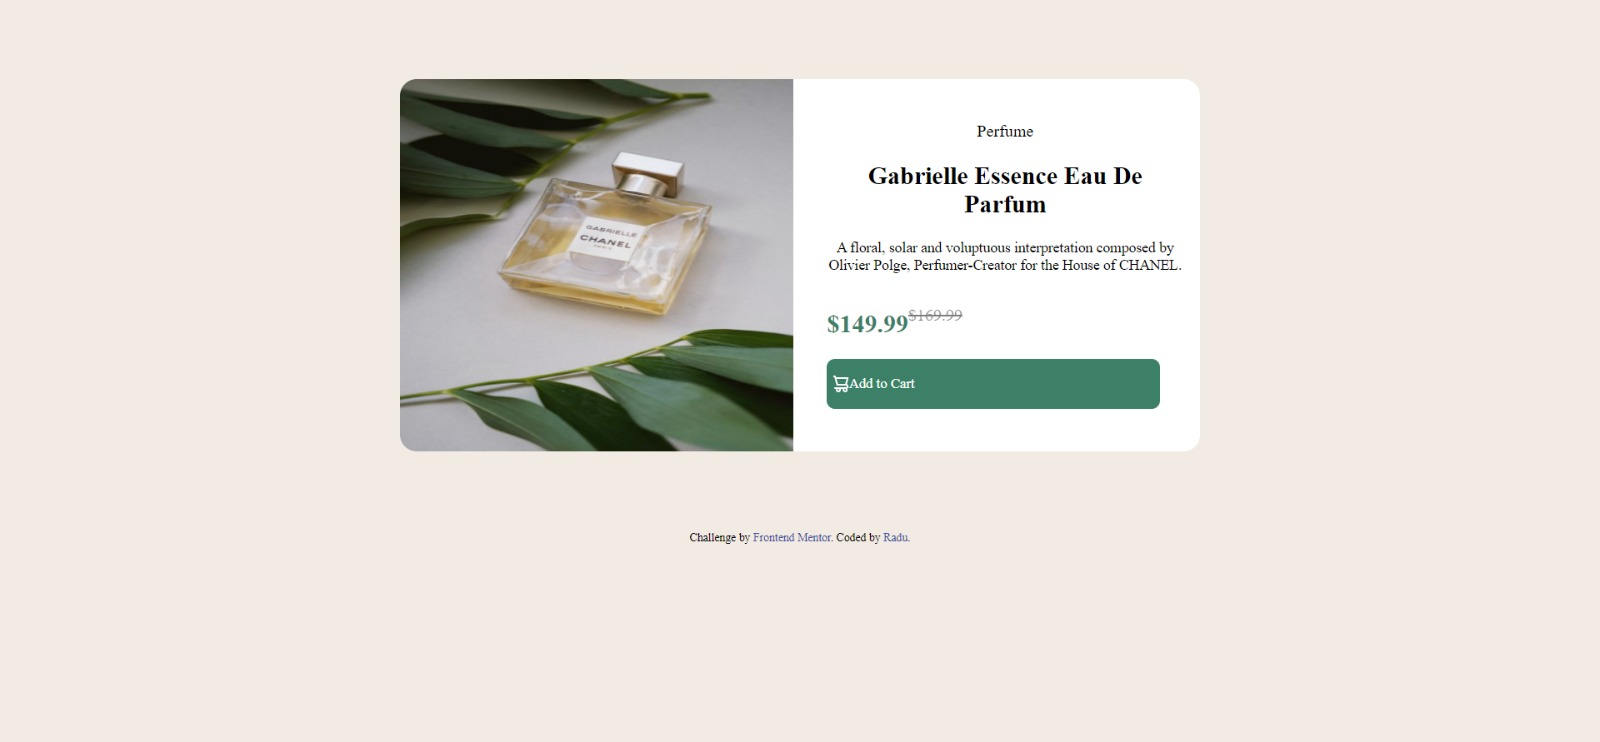 GABRIELLE
CHANEL
PARIS
Perfume
Gabrielle Essence Eau De
Parfum
A floral, solar and voluptuous interpretation composed by
Olivier Polge, Perfumer-Creator for the House of CHANEL.
$149.99 $169.99
Add to Cart
Challenge by Frontend Mentor. Coded by Radu.